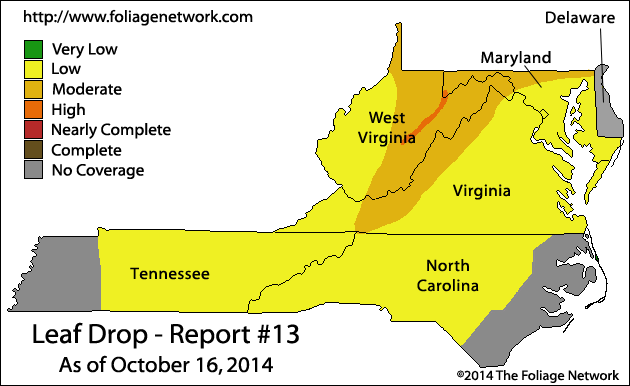 http://www.foliagenetwork.com
Very Low
Low
Moderate
High
Nearly Complete
Complete
No Coverage
Delaware
Maryland
West
Virginia
Virginia
Tennessee
North
Carolina
Leaf Drop - Report #13
As of October 16, 2014
©2014 The Foliage Network